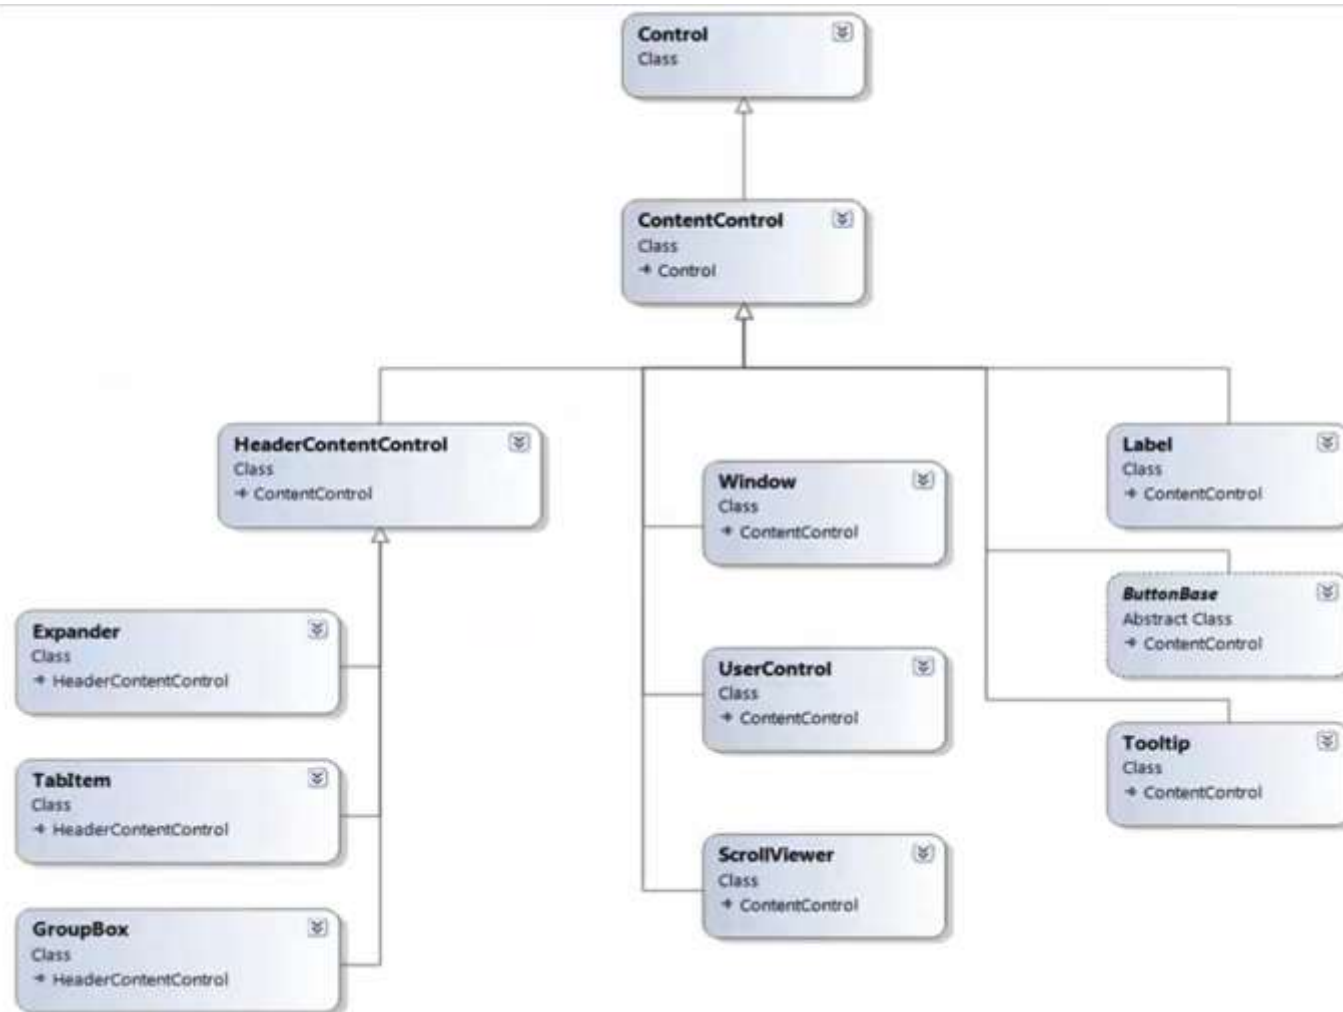 Control
Class
ContentControl
Class
→ Control
HeaderContentControl
Class
→ ContentControl
Expander
Class
→ HeaderContentControl
TabItem
Class
→ HeaderContentControl
GroupBox
Class
→ HeaderContentControl
Window
Class
→ ContentControl
UserControl
Class
→ ContentControl
ScrollViewer
Class
→ ContentControl
Label
Class
→ ContentControl
ButtonBase
Abstract Class
→ ContentControl
Tooltip
Class
→ ContentControl